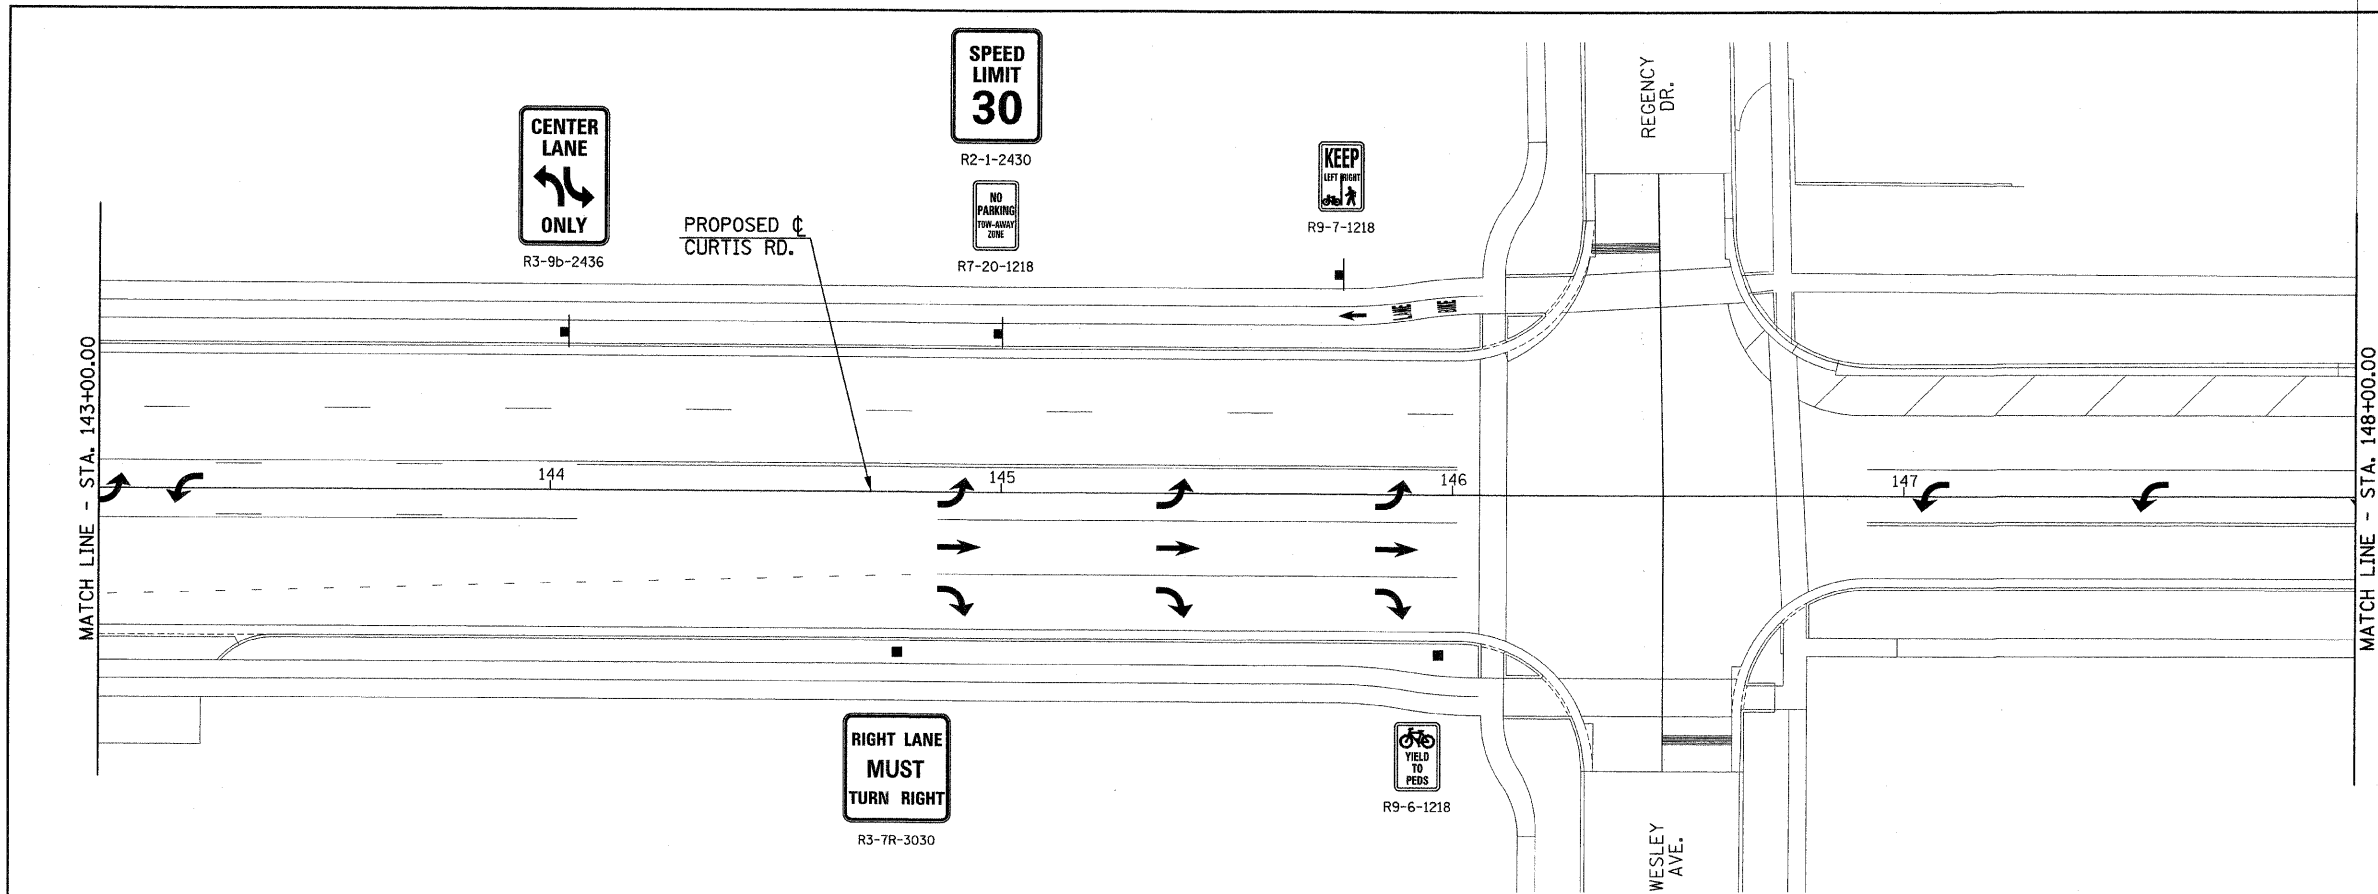 SPEED
LIMIT
30
R2-1-2430
CENTER
LANE
ONLY
R3-9b-2436
NO
PARKING
TOW-AWAY
ZONE
R7-20-1218
KEEP
LEFT RIGHT
R9-7-1218
REGENCY
DR.
PROPOSED ℄
CURTIS RD.
MATCH LINE - STA. 143+00.00
144
145
146
147
MATCH LINE - STA. 148+00.00
RIGHT LANE
MUST
TURN RIGHT
R3-7R-3030
YIELD
TO
PEDS
R9-6-1218
WESLEY
AVE.